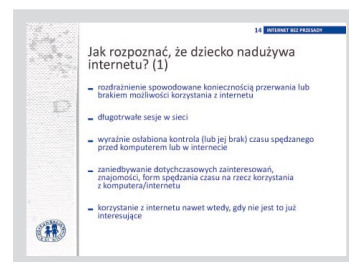 14 INTERNET BEZ PRZESADY
Jak rozpoznać, że dziecko nadużywa
internetu? (1)
rozdrażnienie spowodowane koniecznością przerwania lub
brakiem możliwości korzystania z internetu
długotrwałe sesje w sieci
wyraźnie osłabiona kontrola (lub jej brak) czasu spędzanego
przed komputerem lub w internecie
zaniedbywanie dotychczasowych zainteresowań,
znajomości, form spędzania czasu na rzecz korzystania
z komputera/internetu
korzystanie z internetu nawet wtedy, gdy nie jest to już
interesujące